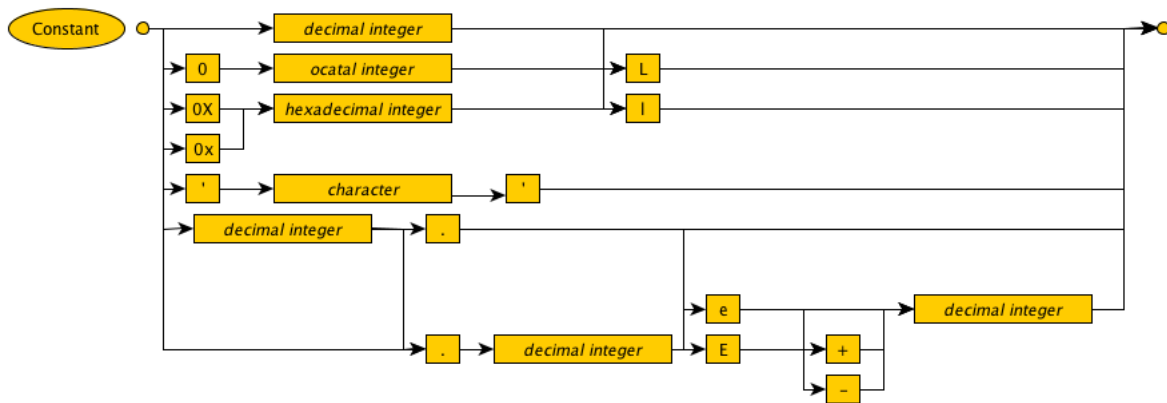 Constant decimal integer
0 ocatal integer L
0X hexadecimal integer l
0x
' character '
decimal integer .
e decimal integer
. decimal integer E +
-